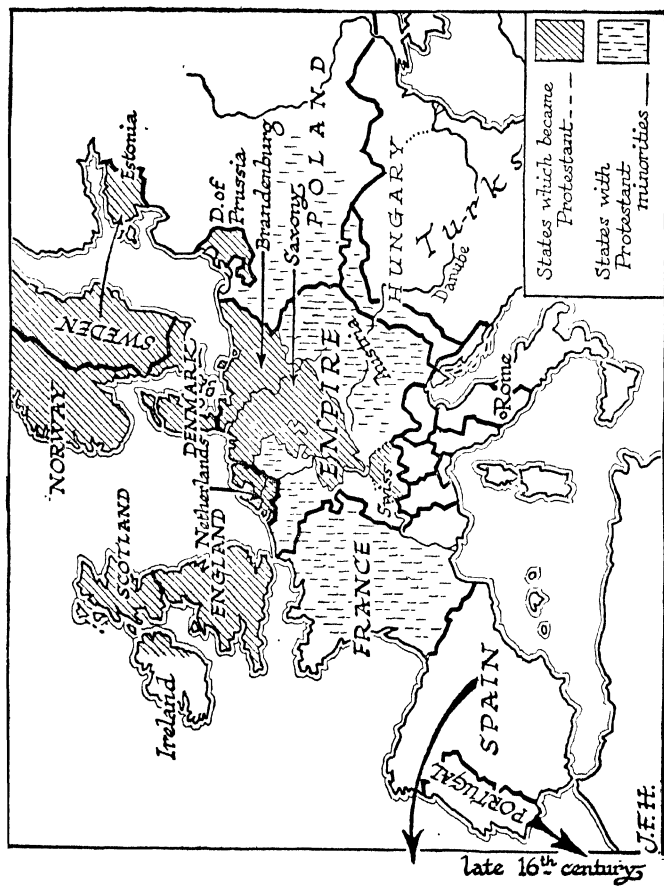 NORWAY
SWEDEN
Estonia
SCOTLAND
DENMARK
D. of
Prussia
Brandenburg
Saxony
POLAND
Ireland
ENGLAND
Netherlands
EMPIRE
Austria
HUNGARY
Turks
Danube
FRANCE
Swiss
Rome
SPAIN
PORTUGAL
States which became
Protestant
States with
Protestant
minorities
J.F.H.
late 16th century